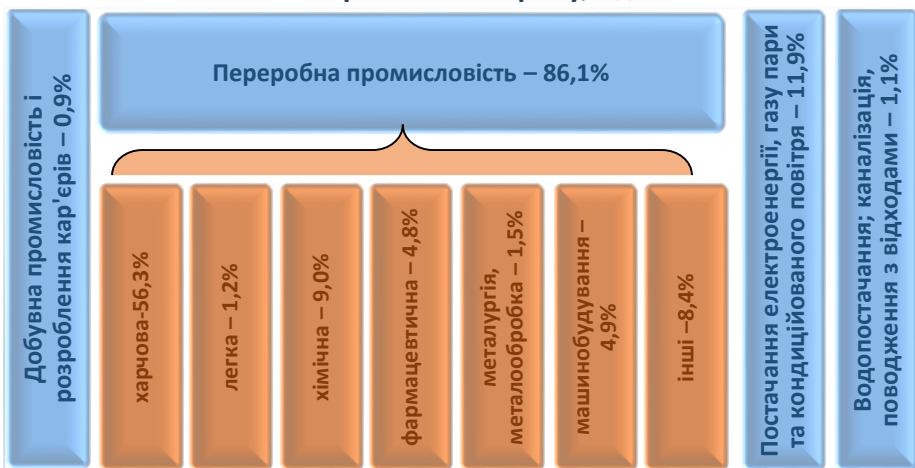 Добувна промисловість і
розроблення кар'єрів – 0,9%
Переробна промисловість – 86,1%
харчова-56,3%
легка – 1,2%
хімічна – 9,0%
фармацевтична – 4,8%
металургія,
металообробка – 1,5%
машинобудування –
4,9%
інші –8,4%
Постачання електроенергії, газу пари
та кондиційованого повітря – 11,9%
Водопостачання; каналізація,
поводження з відходами – 1,1%